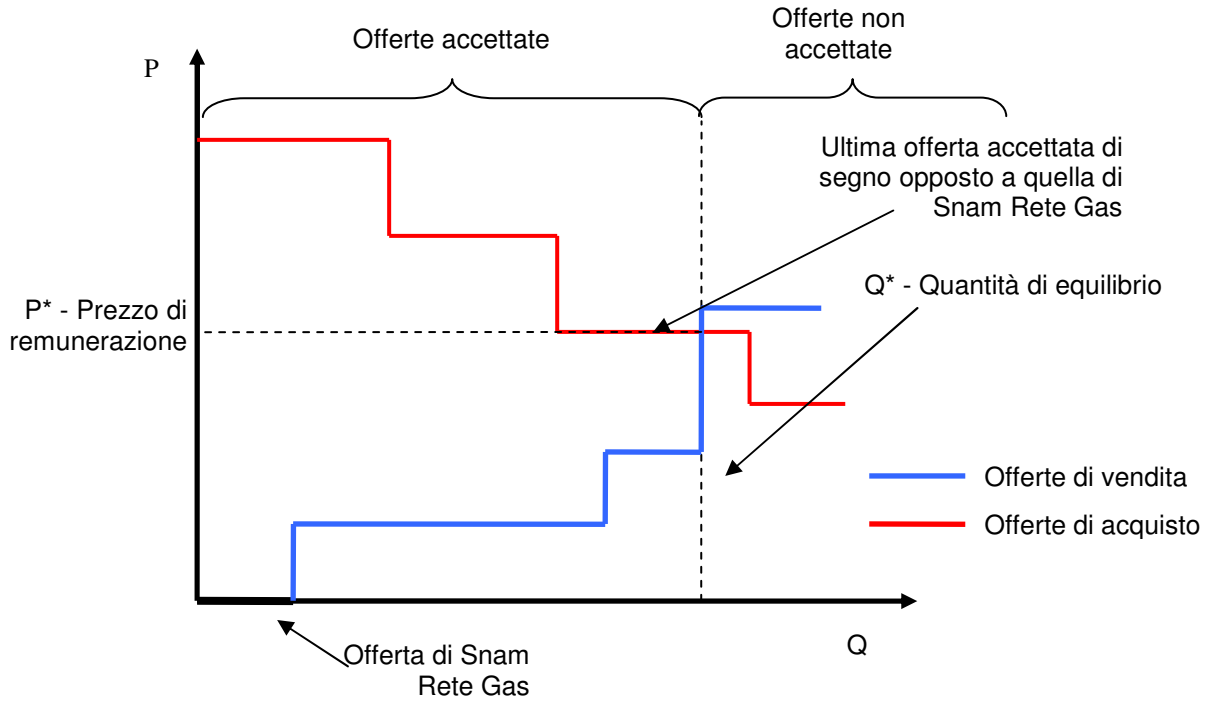 Offerte accettate
Offerte non
accettate
P
Ultima offerta accettata di
segno opposto a quella di
Snam Rete Gas
Q* - Quantità di equilibrio
P* - Prezzo di
remunerazione
Offerte di vendita
Offerte di acquisto
Q
Offerta di Snam
Rete Gas